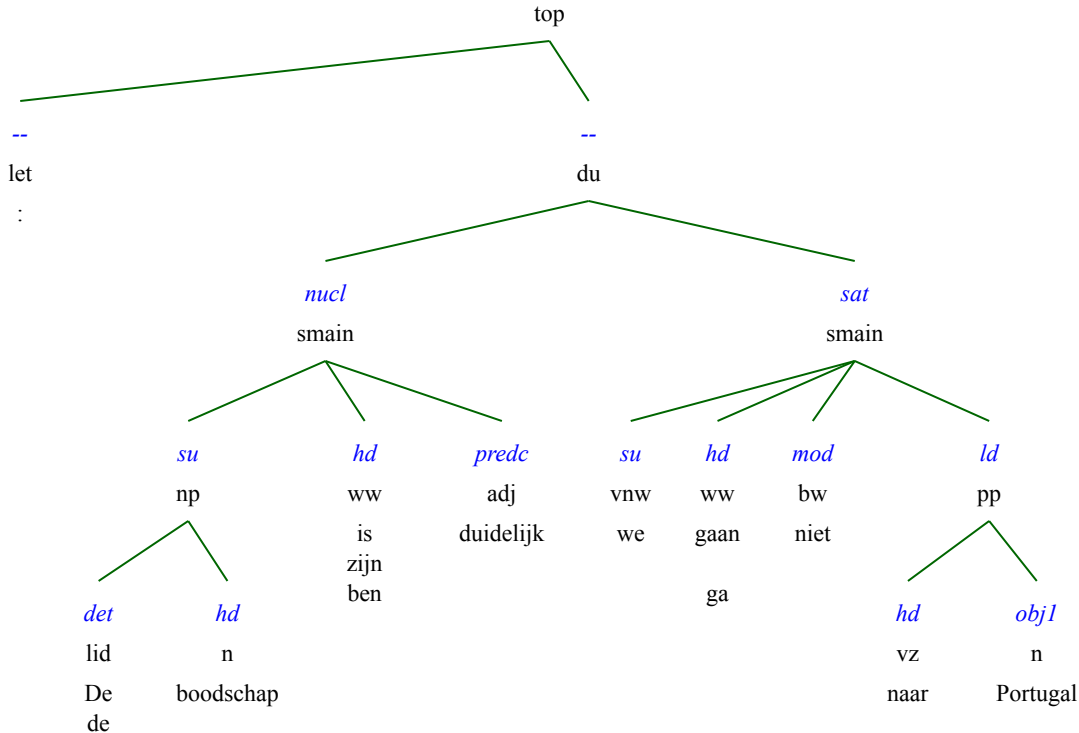 top
-- --
let du
:
nucl sat
smain smain
su hd predc su hd mod ld
np ww adj vnw ww bw pp
is duidelijk we gaan niet
zijn
ben ga
det hd hd obj1
lid n vz n
De boodschap naar Portugal
de